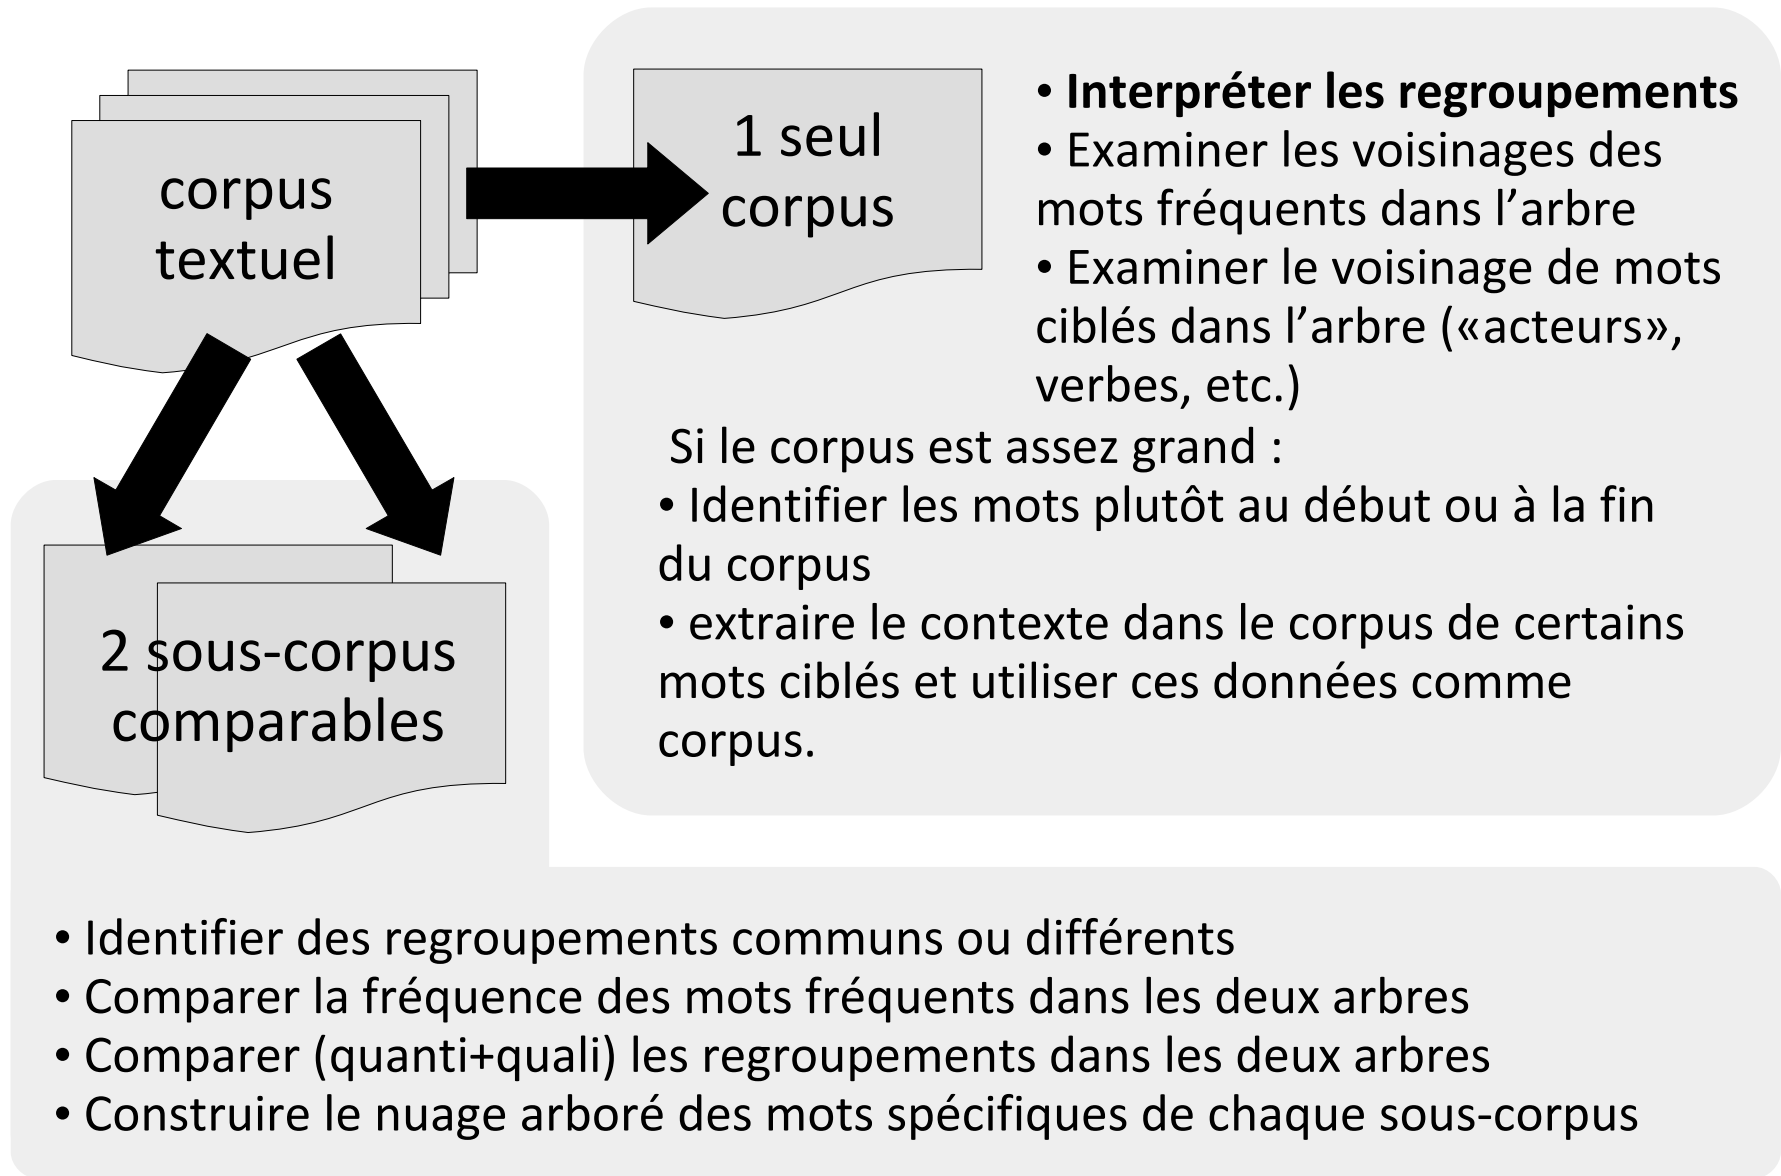 corpus
textuel
1 seul
corpus
• Interpréter les regroupements
• Examiner les voisinages des
mots fréquents dans l’arbre
• Examiner le voisinage de mots
ciblés dans l’arbre («acteurs»,
verbes, etc.)
Si le corpus est assez grand :
• Identifier les mots plutôt au début ou à la fin
du corpus
• extraire le contexte dans le corpus de certains
mots ciblés et utiliser ces données comme
corpus.
2 sous-corpus
comparables
• Identifier des regroupements communs ou différents
• Comparer la fréquence des mots fréquents dans les deux arbres
• Comparer (quanti+quali) les regroupements dans les deux arbres
• Construire le nuage arboré des mots spécifiques de chaque sous-corpus